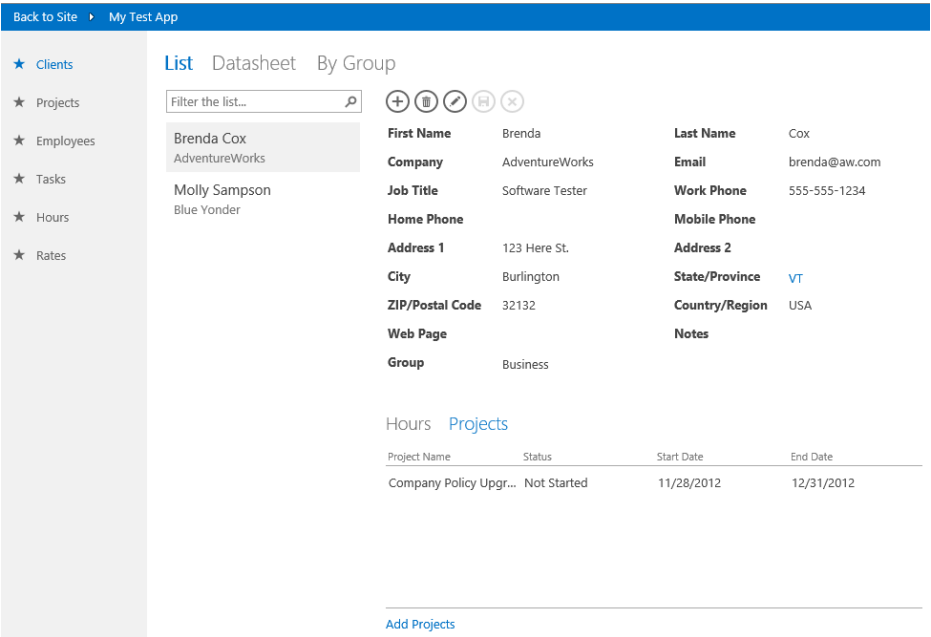 Back to Site My Test App
Clients
Projects
Employees
Tasks
Hours
Rates
List Datasheet By Group
Filter the list...
Brenda Cox
AdventureWorks
Molly Sampson
Blue Yonder
First Name Brenda Last Name Cox
Company AdventureWorks Email brenda@aw.com
Job Title Software Tester Work Phone 555-555-1234
Home Phone Mobile Phone
Address 1 123 Here St. Address 2
City Burlington State/Province VT
ZIP/Postal Code 32132 Country/Region USA
Web Page Notes
Group Business
Hours Projects
Project Name Status Start Date End Date
Company Policy Upgr... Not Started 11/28/2012 12/31/2012
Add Projects